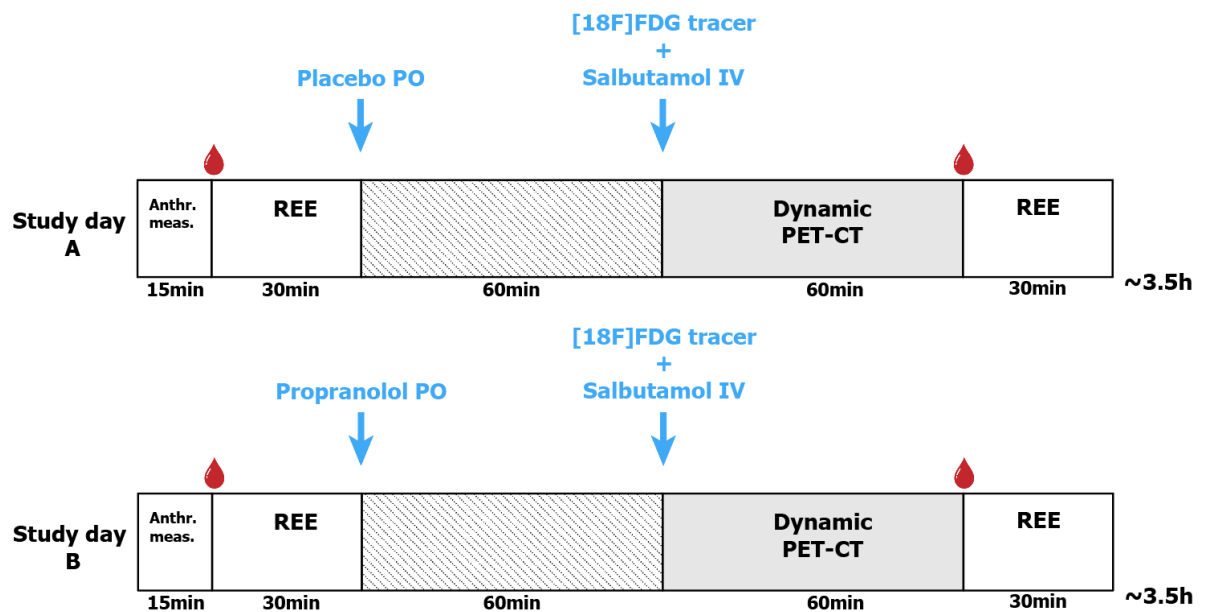 [18F]FDG tracer
+
Placebo PO
Salbutamol IV
Study day
A
Anthr.
meas.
REE
Dynamic
PET-CT
REE
15min
30min
60min
60min
30min
~3.5h
[18F]FDG tracer
+
Propranolol PO
Salbutamol IV
Study day
B
Anthr.
meas.
REE
Dynamic
PET-CT
REE
15min
30min
60min
60min
30min
~3.5h